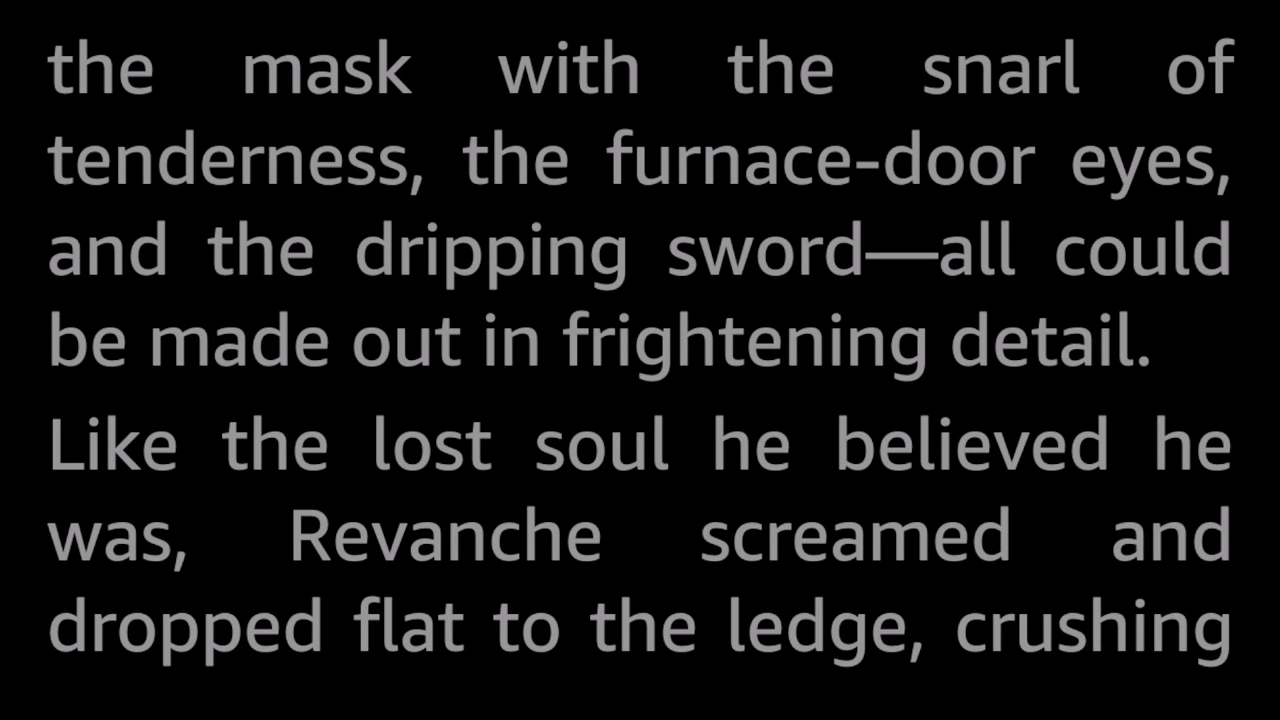 the mask with the snarl of
tenderness, the furnace-door eyes,
and the dripping sword—all could
be made out in frightening detail.
Like the lost soul he believed he
was, Revanche screamed and
dropped flat to the ledge, crushing